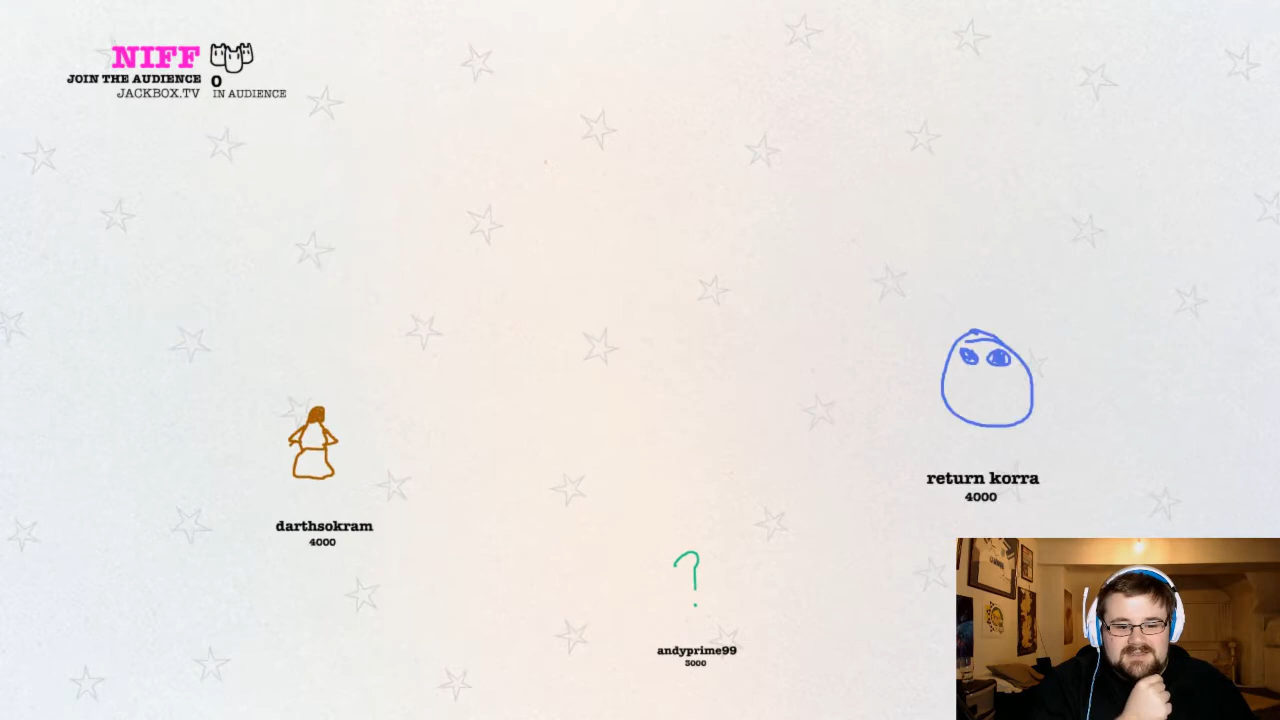 NIFF
JOIN THE AUDIENCE
JACKBOX.TV
0
IN AUDIENCE
return korra
4000
darthsokram
4000
?
andyprime99
3000